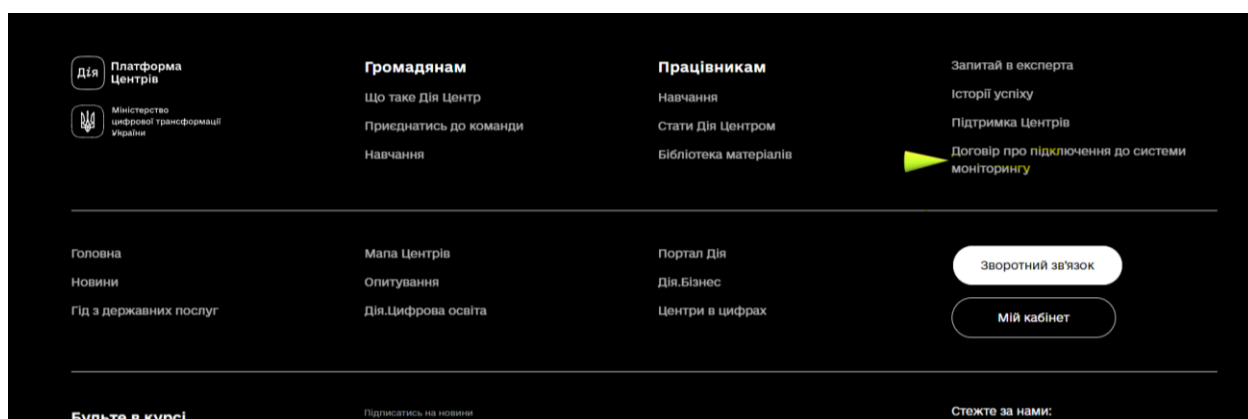 Дія
Платформа
Центрів
Міністерство
цифрової трансформації
України
Громадянам
Що таке Дія Центр
Приєднатись до команди
Навчання
Працівникам
Навчання
Стати Дія Центром
Бібліотека матеріалів
Запитай в експерта
Історії успіху
Підтримка Центрів
Договір про підключення до системи
моніторингу
Головна
Новини
Гід з державних послуг
Мапа Центрів
Опитування
Дія.Цифрова освіта
Портал Дія
Дія.Бізнес
Центри в цифрах
Зворотний зв'язок
Мій кабінет
Будьте в курсі
Підписатись на новини
Стежте за нами: